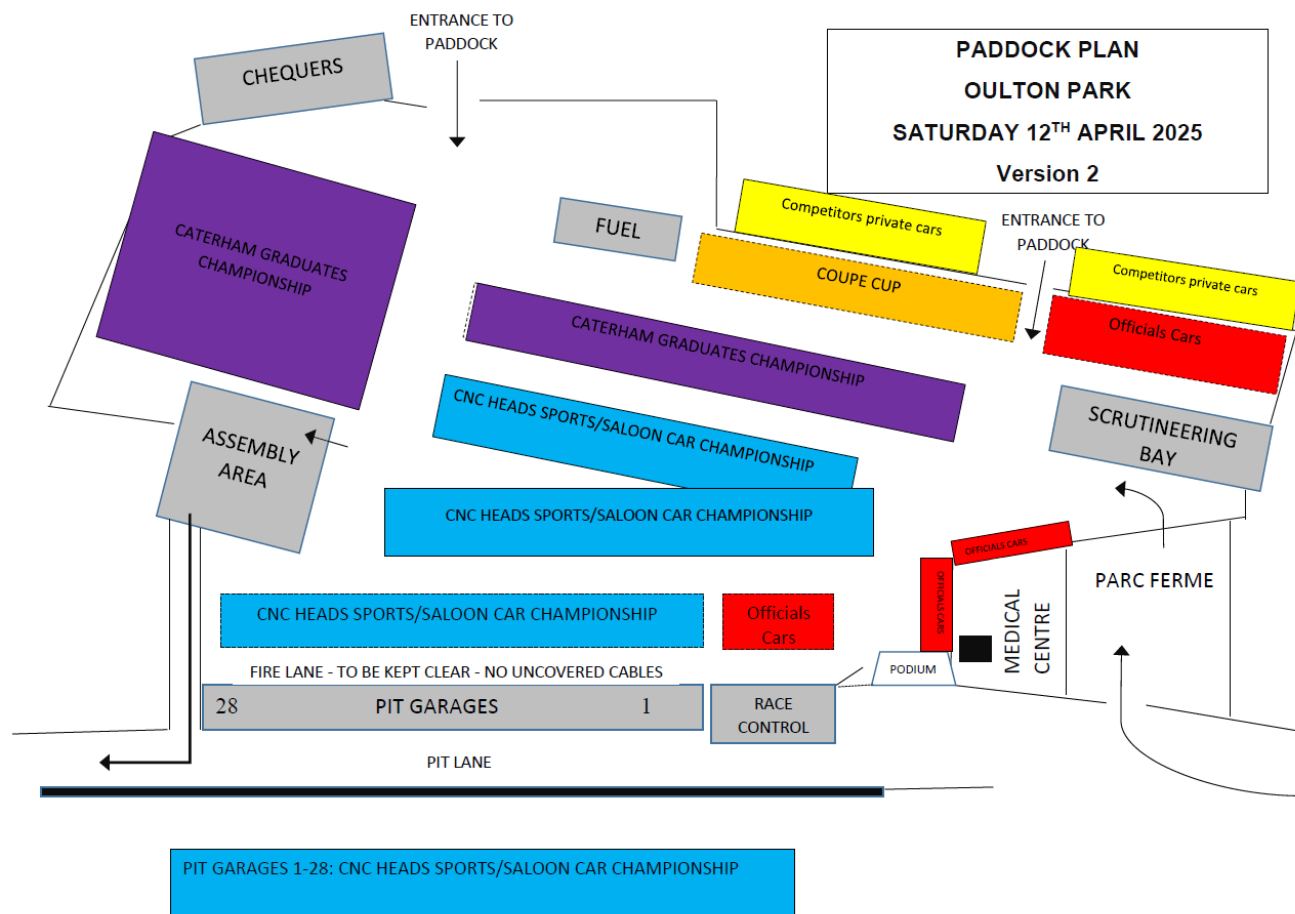 ENTRANCE TO
PADDOCK
PADDOCK PLAN
OULTON PARK
SATURDAY 12TH APRIL 2025
Version 2
CHEQUERS
CATERHAM GRADUATES
CHAMPIONSHIP
FUEL
Competitors private cars
ENTRANCE TO
PADDOCK
COUPE CUP
Competitors private cars
Officials Cars
CATERHAM GRADUATES CHAMPIONSHIP
CNC HEADS SPORTS/SALOON CAR CHAMPIONSHIP
SCRUTINEERING
BAY
ASSEMBLY
AREA
CNC HEADS SPORTS/SALOON CAR CHAMPIONSHIP
OFFICIALS CARS
OFFICIALS CARS
MEDICAL
CENTRE
PARC FERME
CNC HEADS SPORTS/SALOON CAR CHAMPIONSHIP
Officials
Cars
FIRE LANE - TO BE KEPT CLEAR - NO UNCOVERED CABLES
PODIUM
28 PIT GARAGES 1
RACE
CONTROL
PIT LANE
PIT GARAGES 1-28: CNC HEADS SPORTS/SALOON CAR CHAMPIONSHIP